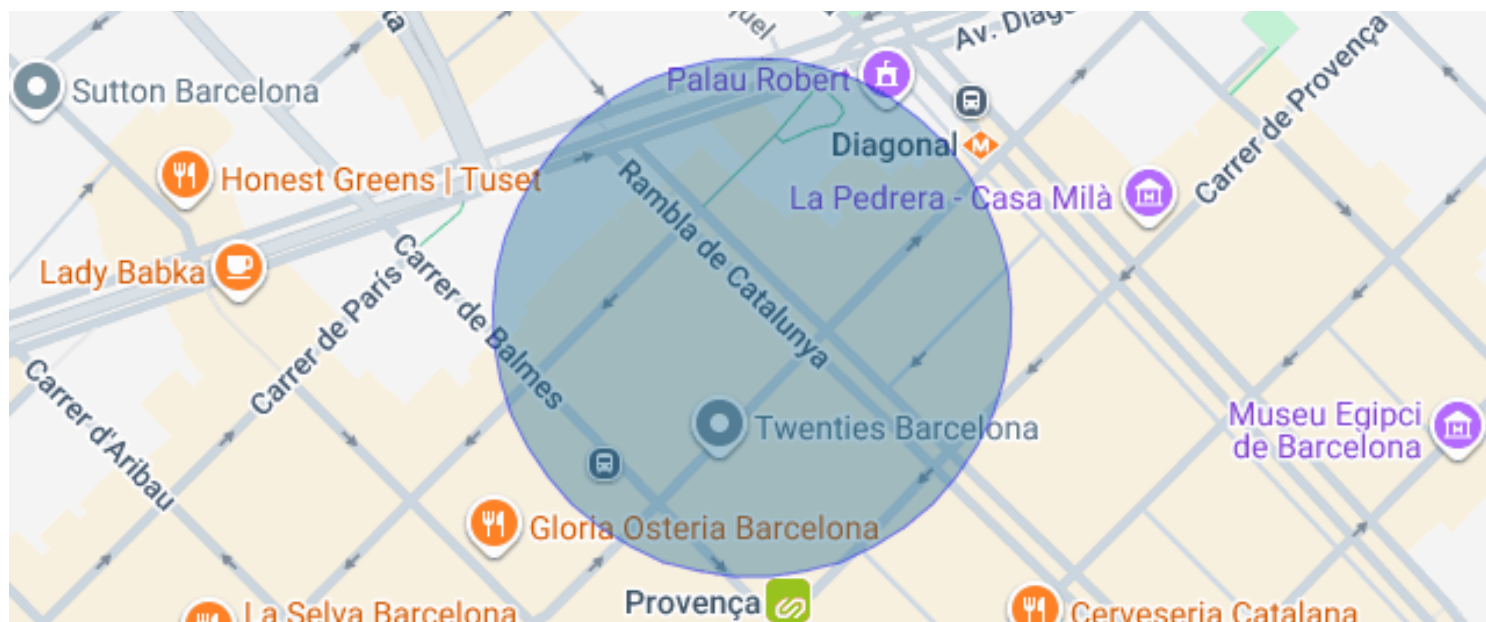 Av. Diago
Palau Robert
Sutton Barcelona
Diagonal
Honest Greens | Tuset
La Pedrera - Casa Milà
Carrer de Provença
Rambla de Catalunya
Lady Babka
Carrer de París
Carrer de Balmes
Carrer d'Aribau
Twenties Barcelona
Museu Egipci
de Barcelona
Gloria Osteria Barcelona
Provença
La Selva Barcelona
Cerveseria Catalana